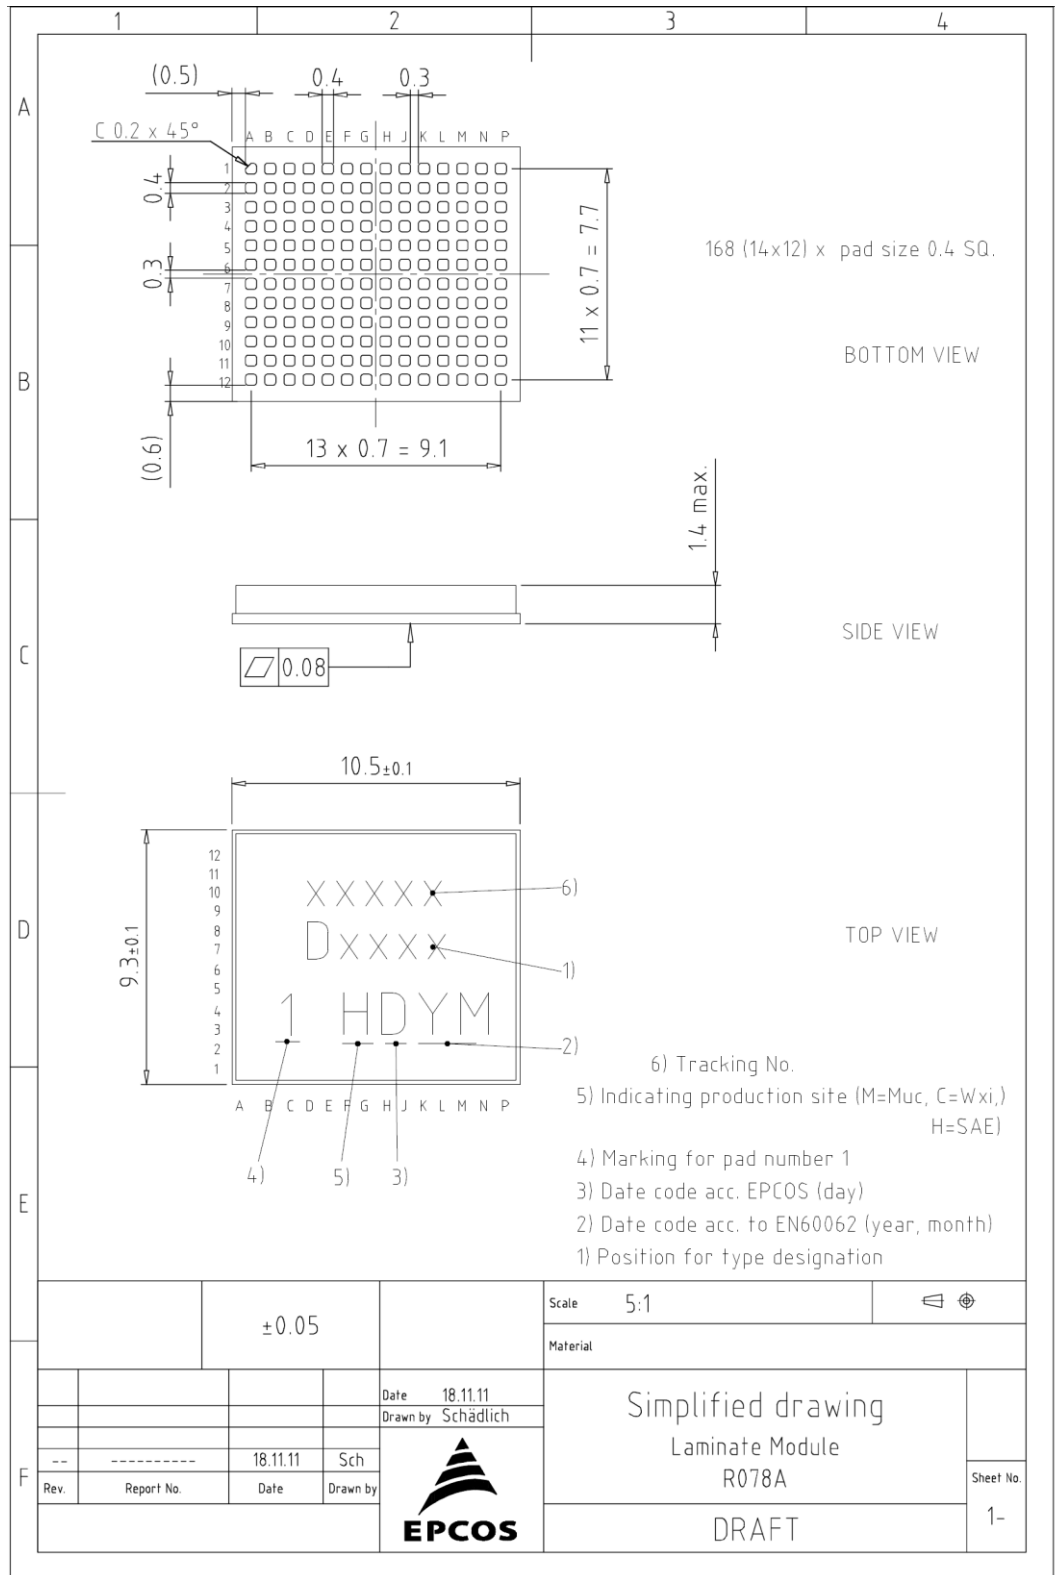 1 2 3 4
A
B
C
D
E
F
(0.5)
0.4
0.3
C 0.2 x 45°
A B C D E F G H J K L M N P
1
2
3
4
5
6
7
8
9
10
11
12
0.4
0.3
(0.6)
11 x 0.7 = 7.7
13 x 0.7 = 9.1
168 (14x12) x pad size 0.4 SQ.
BOTTOM VIEW
1.4 max.
SIDE VIEW
0.08
10.5±0.1
9.3±0.1
12
11
10
9
8
7
6
5
4
3
2
1
XXXXX
DXXXX
1 HDYM
6)
1)
2)
A B C D E F G H J K L M N P
4) 5) 3)
TOP VIEW
6) Tracking No.
5) Indicating production site (M=Muc, C=Wxi,)
H=SAE)
4) Marking for pad number 1
3) Date code acc. EPCOS (day)
2) Date code acc. to EN60062 (year, month)
1) Position for type designation
±0.05
Scale 5:1
Material
Date 18.11.11
Drawn by Schädlich
-- ---------- 18.11.11 Sch
Rev. Report No. Date Drawn by
EPCOS
Simplified drawing
Laminate Module
R078A
DRAFT
Sheet No.
1-